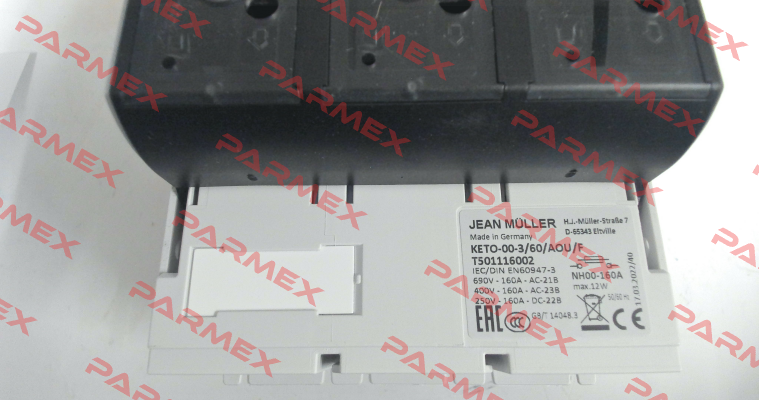 PARMEX
JEAN MÜLLER
H.J.-Müller-Straße 7
Made in Germany
D-65343 Eltville
KETO-00-3/60/AOU/F
T501116002
IEC/DIN EN60947-3
NH00-160A
690V - 160A - AC-21B
max.12W
400V - 160A - AC-23B
50/60 Hz
250V - 160A - DC-22B
EAC
CCC
GB/T 14048.3
CE